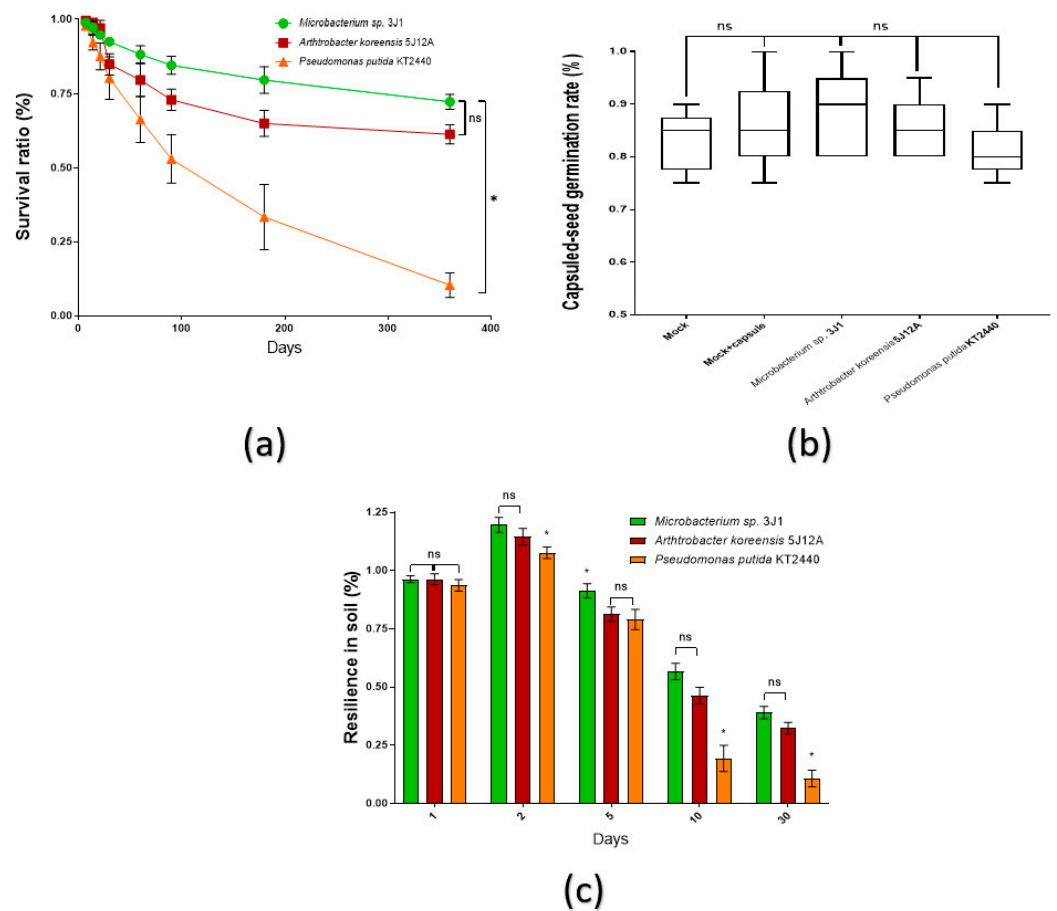 Survival ratio (%)
1.00
0.75
0.50
0.25
0.00
0
100
200
300
400
Days
Microbacterium sp. 3J1
Arthtrobacter koreensis 5J12A
Pseudomonas putida KT2440
ns
*
(a)
Capsuled-seed germination rate (%)
1.0
0.9
0.8
0.7
0.6
0.5
ns
ns
Mock
Mock+capsule
Microbacterium sp. 3J1
Arthtrobacter koreensis 5J12A
Pseudomonas putida KT2440
(b)
Resilience in soil (%)
1.25
1.00
0.75
0.50
0.25
0.00
ns
ns
*
*
ns
ns
*
ns
*
Microbacterium sp. 3J1
Arthtrobacter koreensis 5J12A
Pseudomonas putida KT2440
1
2
5
10
30
Days
(c)